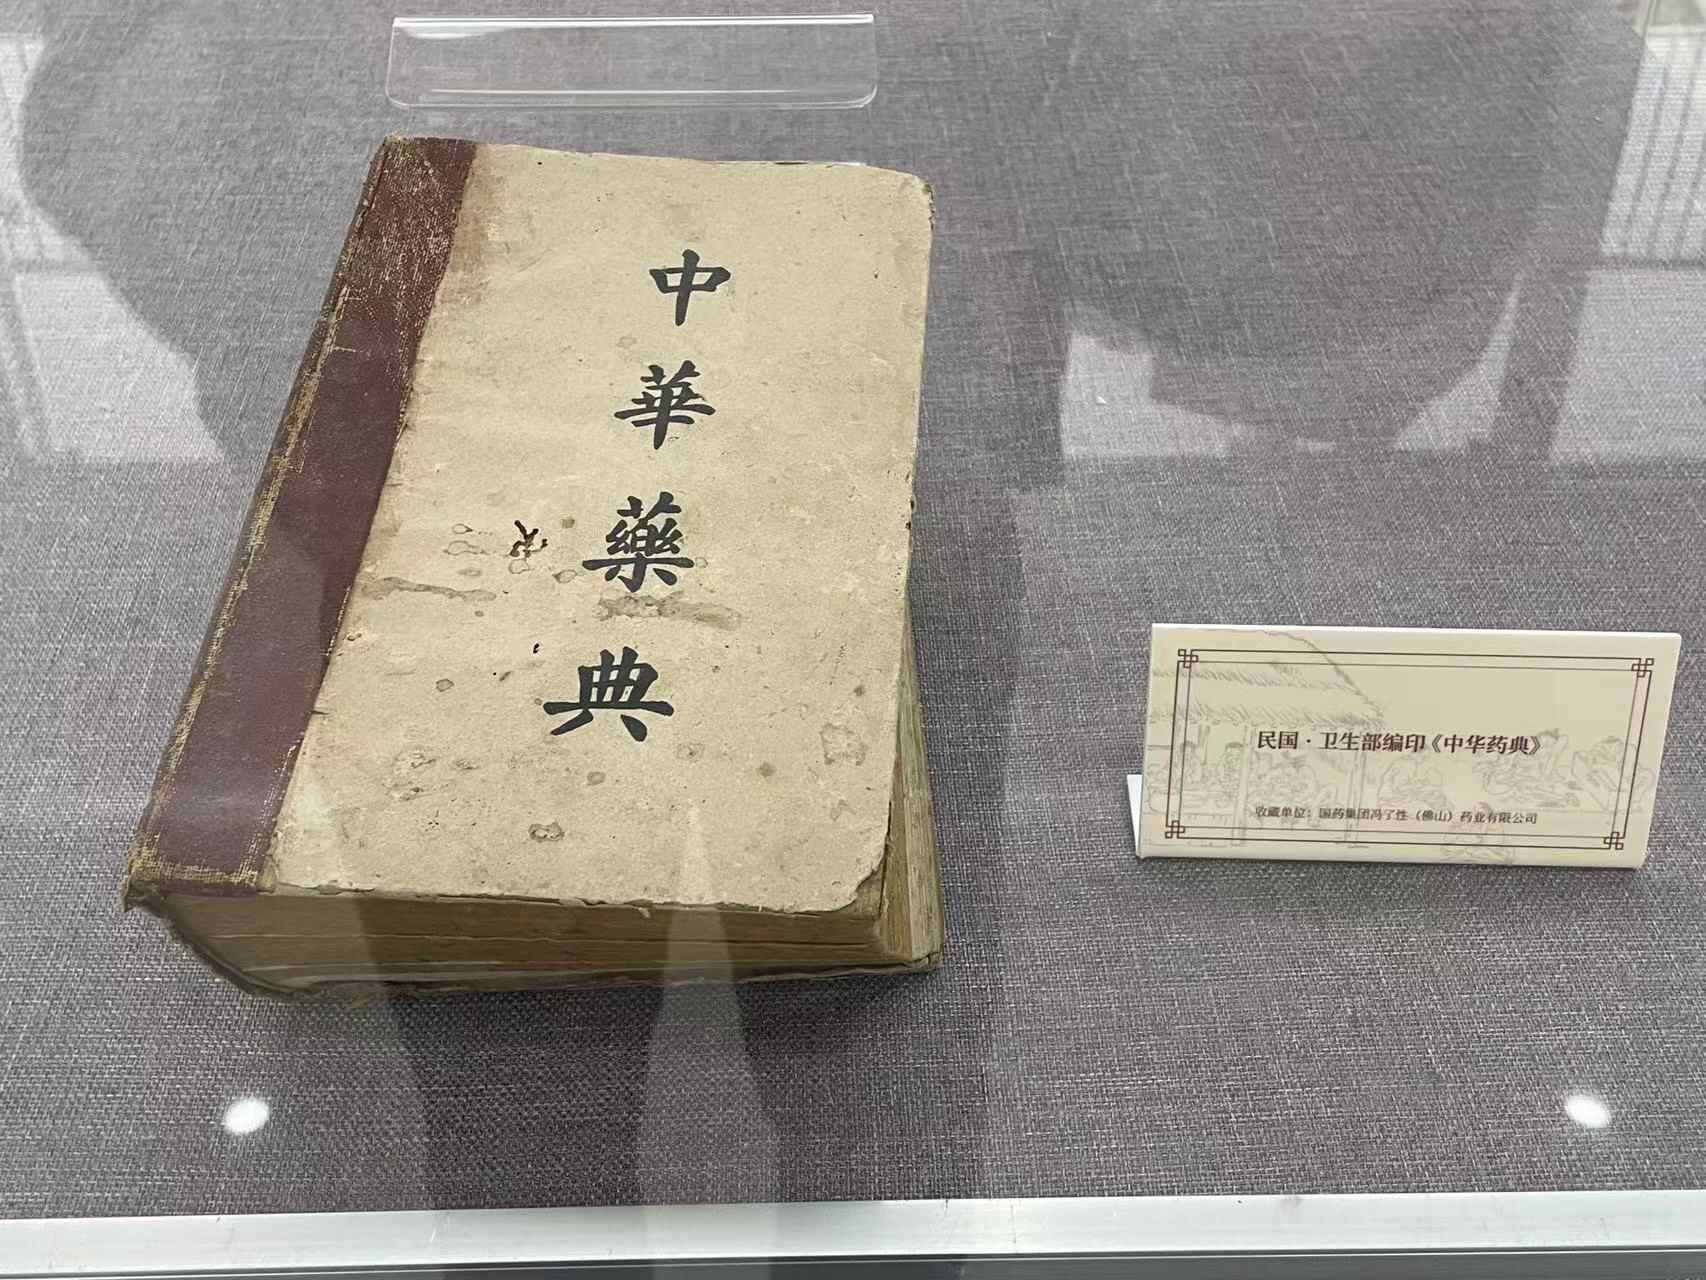 中華藥典
民国·卫生部编印《中华药典》
收藏单位：国药集团冯了性（佛山）药业有限公司